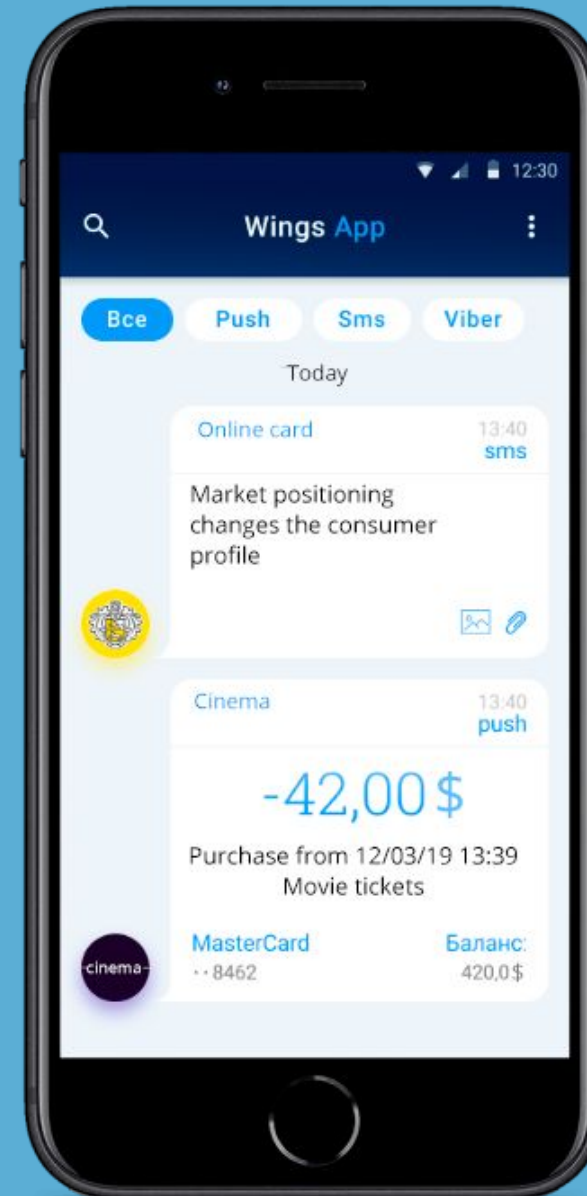 12:30
Wings App
Все Push Sms Viber
Today
Online card 13:40
sms
Market positioning
changes the consumer
profile
Cinema 13:40
push
-42,00 $
Purchase from 12/03/19 13:39
Movie tickets
cinema
MasterCard Баланс:
··8462 420,0 $